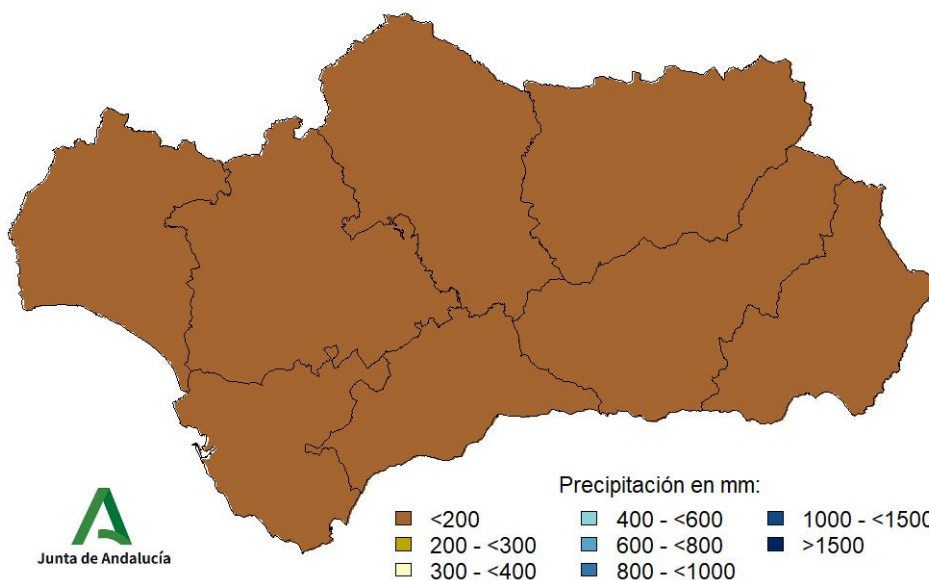 Precipitación en mm:
<200
200 - <300
300 - <400
400 - <600
600 - <800
800 - <1000
1000 - <1500
>1500
Junta de Andalucía